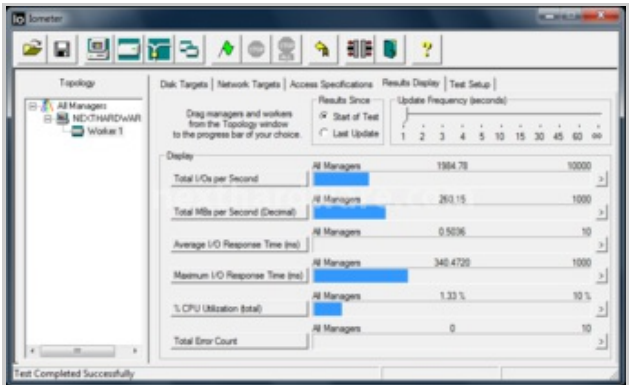 Iometer
Topology
All Managers
NEXTHARDWAR
Worker 1
Disk Targets | Network Targets | Access Specifications | Results Display | Test Setup
Drag managers and workers
from the Topology window
to the progress bar of your choice.
Results Since
Start of Test
Last Update
Update Frequency (seconds)
1 2 3 4 5 10 15 30 45 60 ∞
Display
All Managers 1984.78 10000
Total I/Os per Second
All Managers 260.15 1000
Total MBs per Second (Decimal)
All Managers 0.5036 10
Average I/O Response Time (ms)
All Managers 340.4720 1000
Maximum I/O Response Time (ms)
All Managers 1.33 % 10 %
% CPU Utilization (total)
All Managers 0 10
Total Error Count
Test Completed Successfully